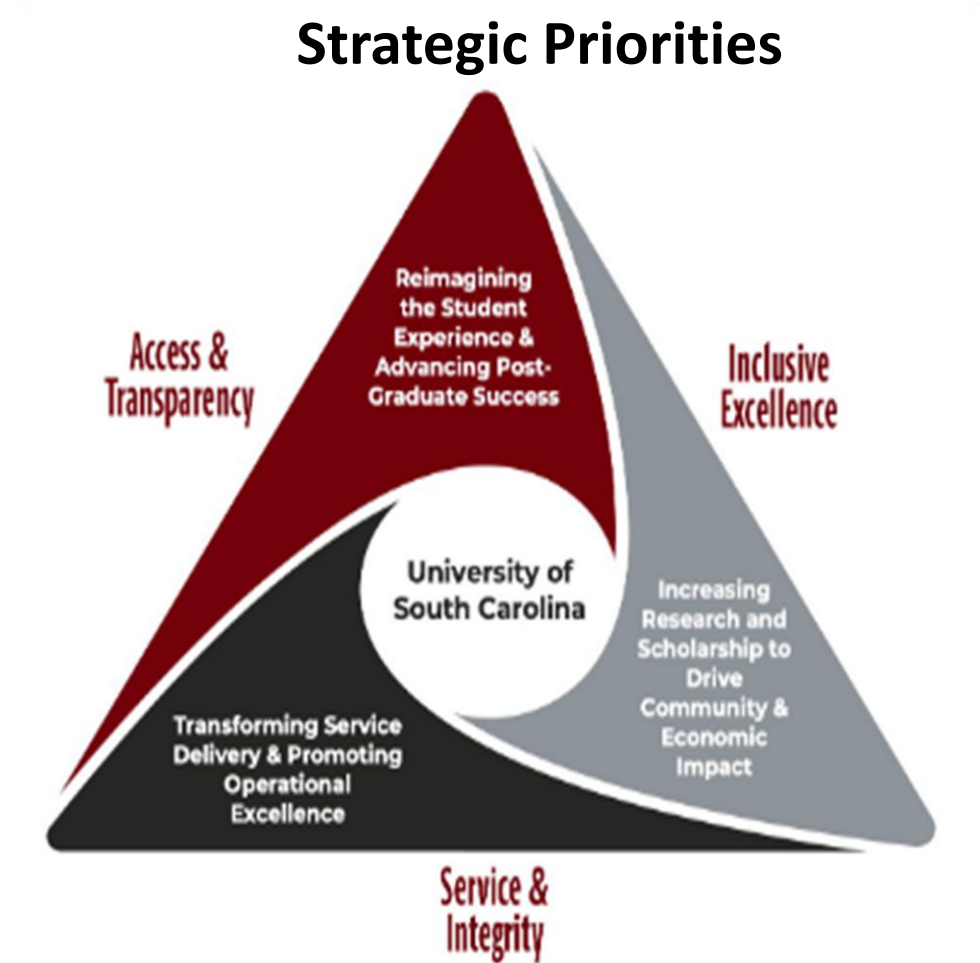 Strategic Priorities
Reimagining
the Student
Experience &
Advancing Post-
Graduate Success
Access &
Transparency
Inclusive
Excellence
University of
South Carolina
Increasing
Research and
Scholarship to
Drive
Community &
Economic
Impact
Transforming Service
Delivery & Promoting
Operational
Excellence
Service &
Integrity